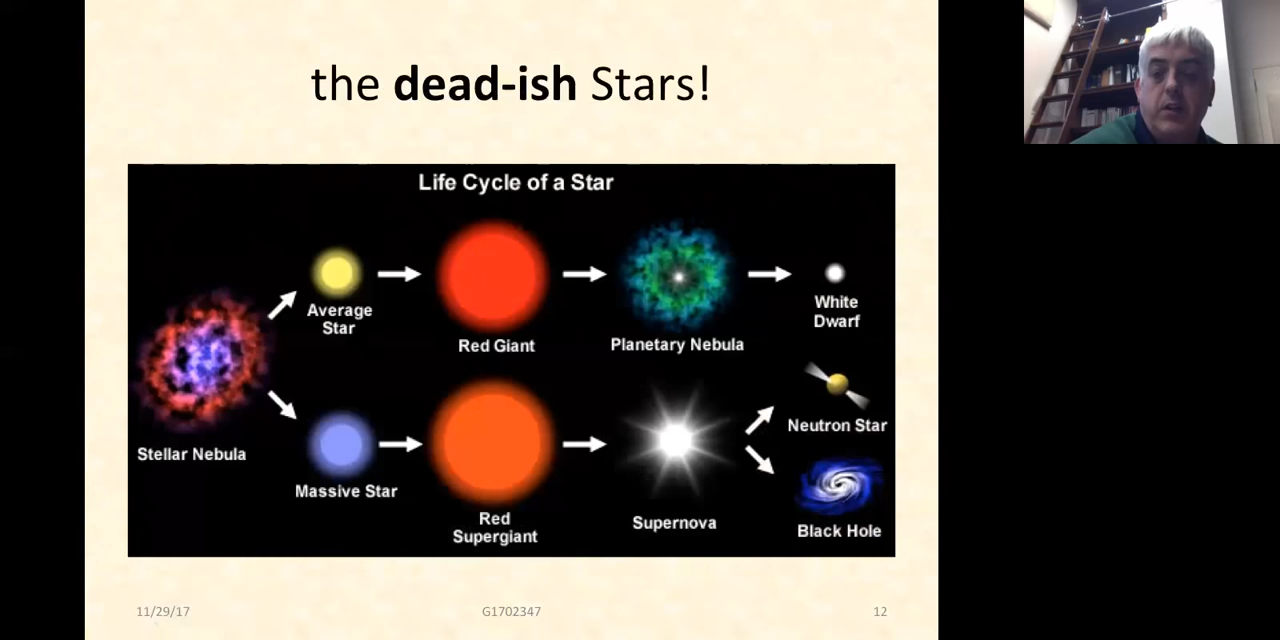 the dead-ish Stars!
Life Cycle of a Star
Average
Star
Red Giant
Planetary Nebula
White
Dwarf
Stellar Nebula
Massive Star
Red
Supergiant
Supernova
Neutron Star
Black Hole
11/29/17
G1702347
12